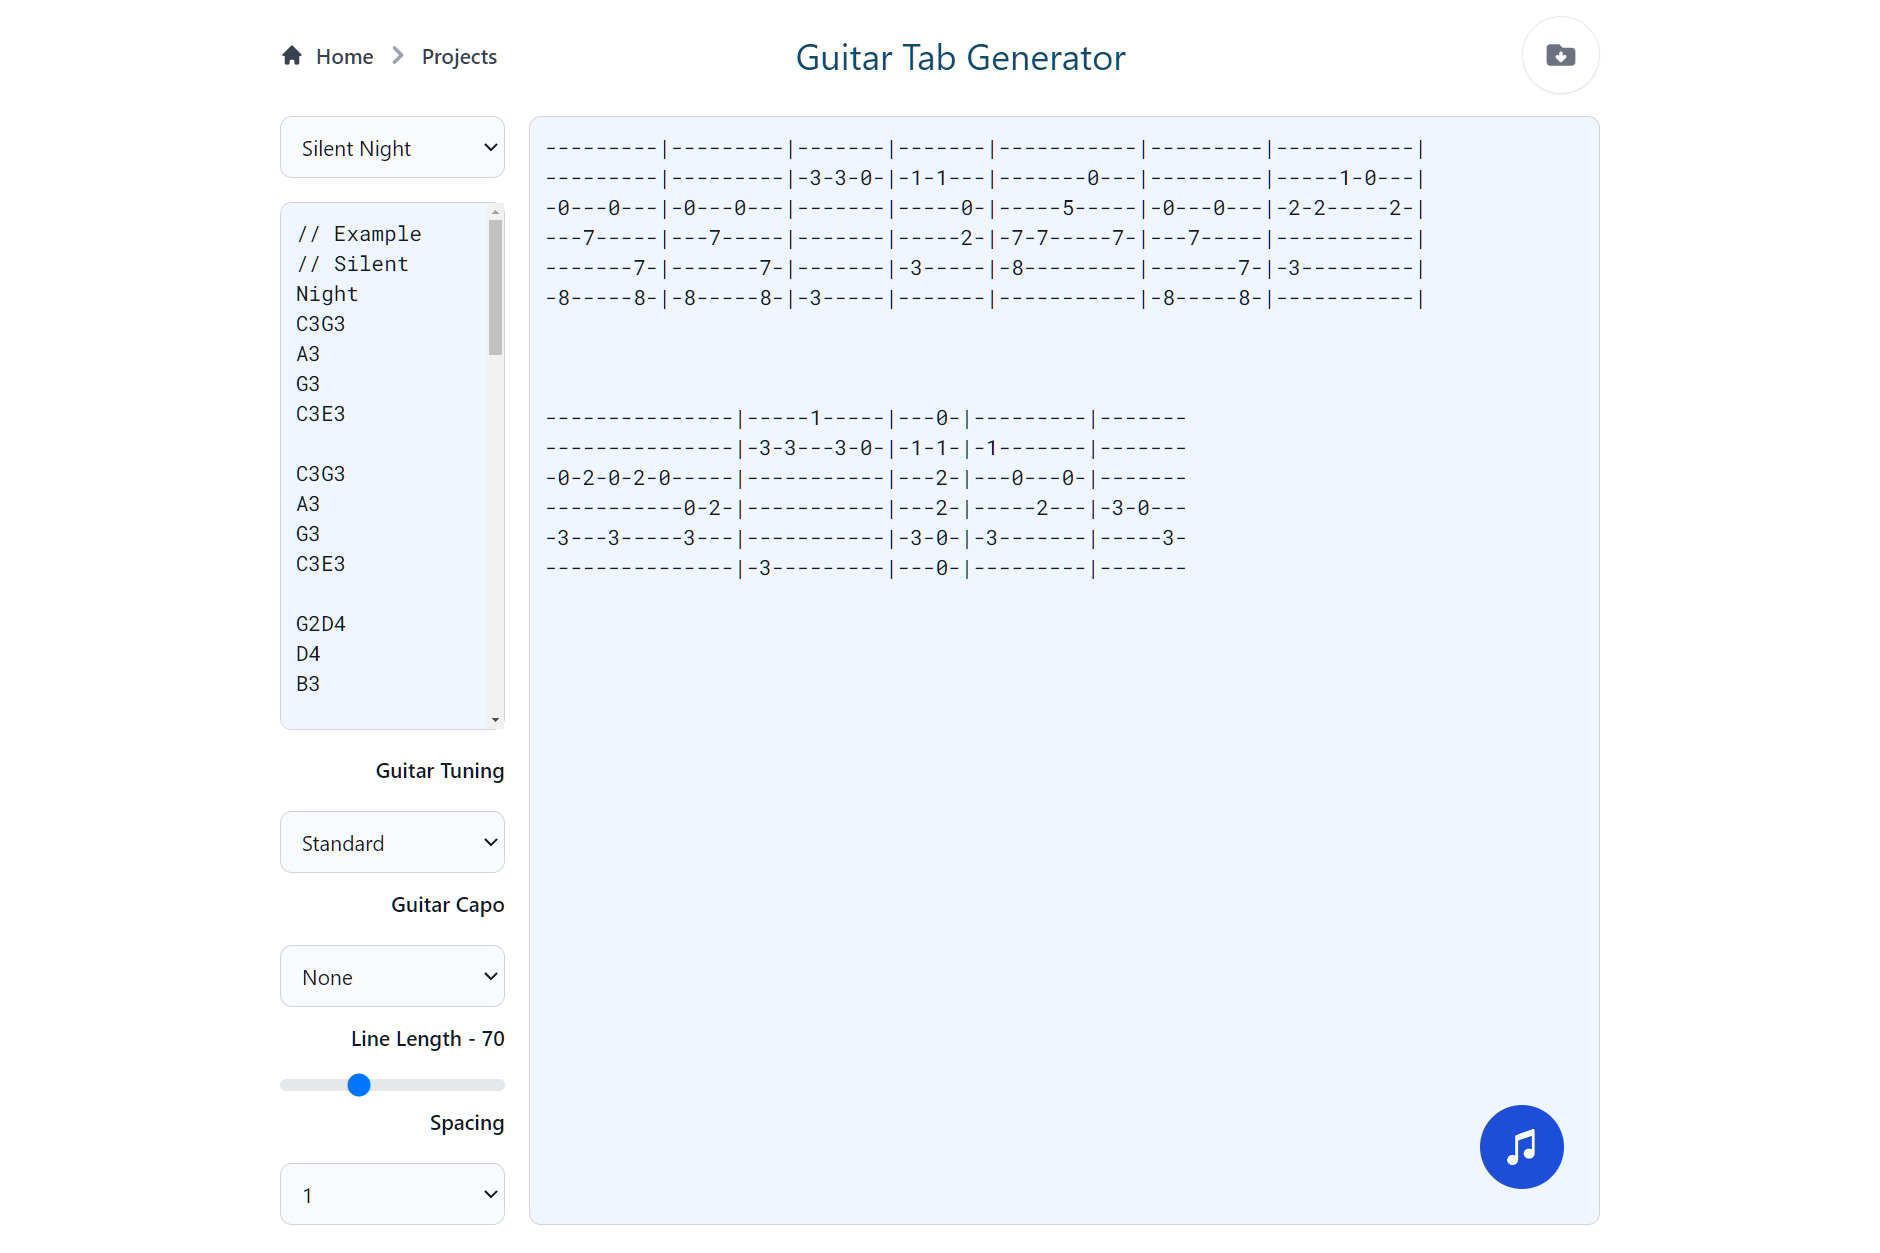 Home
Projects
Guitar Tab Generator
Silent Night
// Example
// Silent
Night
C3G3
A3
G3
C3E3
C3G3
A3
G3
C3E3
G2D4
D4
B3
Guitar Tuning
Standard
Guitar Capo
None
Line Length - 70
Spacing
1
---------|---------|-------|-------|-----------|---------|-----------|
---------|---------|-3-3-0-|-1-1---|-------0---|---------|-----1-0---|
-0---0---|-0---0---|-------|-----0-|-----5-----|-0---0---|-2-2-----2-|
---7-----|---7-----|-------|-----2-|-7-7-----7-|---7-----|-----------|
-------7-|-------7-|-------|-3-----|-8---------|-------7-|-3---------|
-8-----8-|-8-----8-|-3-----|-------|-----------|-8-----8-|-----------|
---------------|-----1-----|---0-|---------|-------
---------------|-3-3---3-0-|-1-1-|-1-------|-------
-0-2-0-2-0-----|-----------|---2-|---0---0-|-------
-----------0-2-|-----------|---2-|-----2---|-3-0---
-3---3-----3---|-----------|-3-0-|-3-------|-----3-
---------------|-3---------|---0-|---------|-------